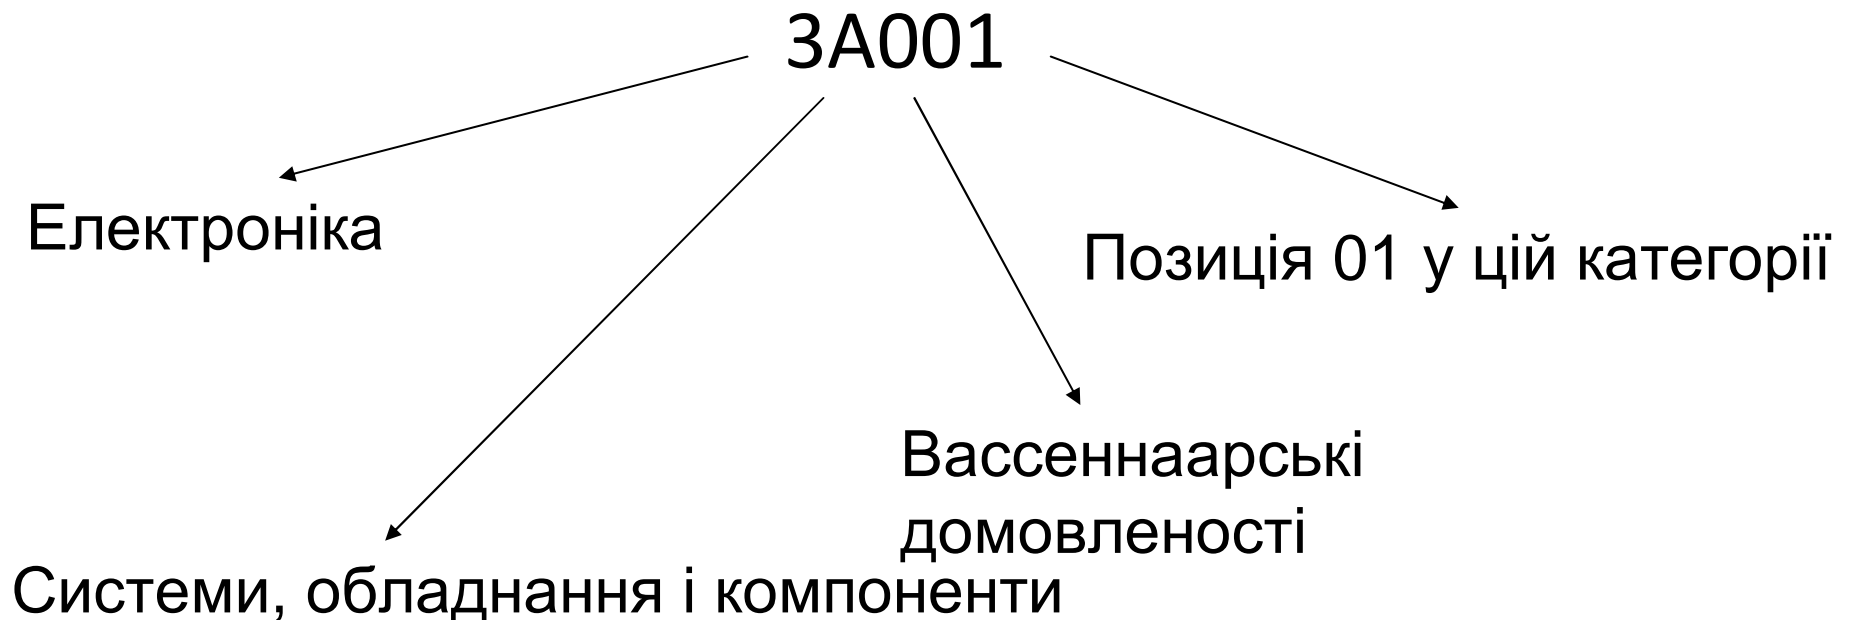 3A001
Електроніка
Позиція 01 у цій категорії
Вассеннаарські
домовленості
Системи, обладнання і компоненти